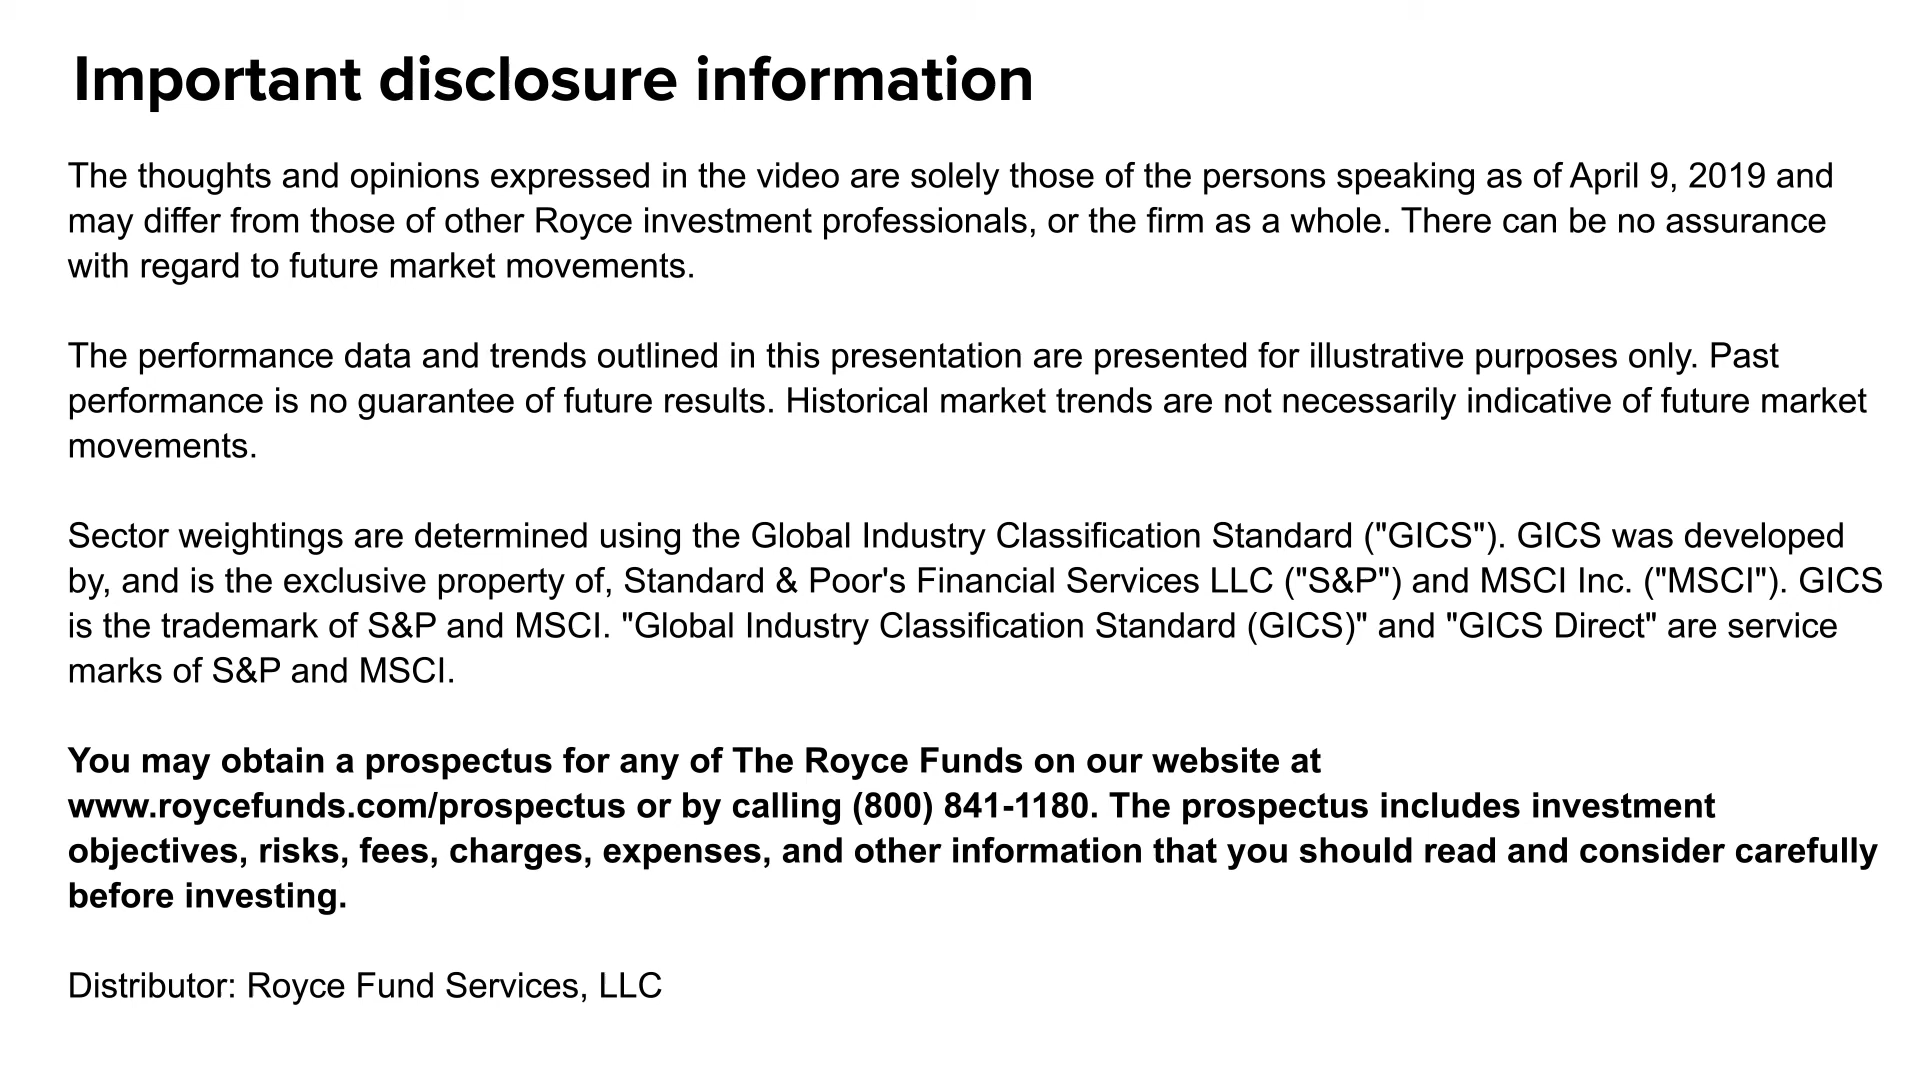 Important disclosure information
The thoughts and opinions expressed in the video are solely those of the persons speaking as of April 9, 2019 and
may differ from those of other Royce investment professionals, or the firm as a whole. There can be no assurance
with regard to future market movements.
The performance data and trends outlined in this presentation are presented for illustrative purposes only. Past
performance is no guarantee of future results. Historical market trends are not necessarily indicative of future market
movements.
Sector weightings are determined using the Global Industry Classification Standard ("GICS"). GICS was developed
by, and is the exclusive property of, Standard & Poor's Financial Services LLC ("S&P") and MSCI Inc. ("MSCI"). GICS
is the trademark of S&P and MSCI. "Global Industry Classification Standard (GICS)" and "GICS Direct" are service
marks of S&P and MSCI.
You may obtain a prospectus for any of The Royce Funds on our website at
www.roycefunds.com/prospectus or by calling (800) 841-1180. The prospectus includes investment
objectives, risks, fees, charges, expenses, and other information that you should read and consider carefully
before investing.
Distributor: Royce Fund Services, LLC